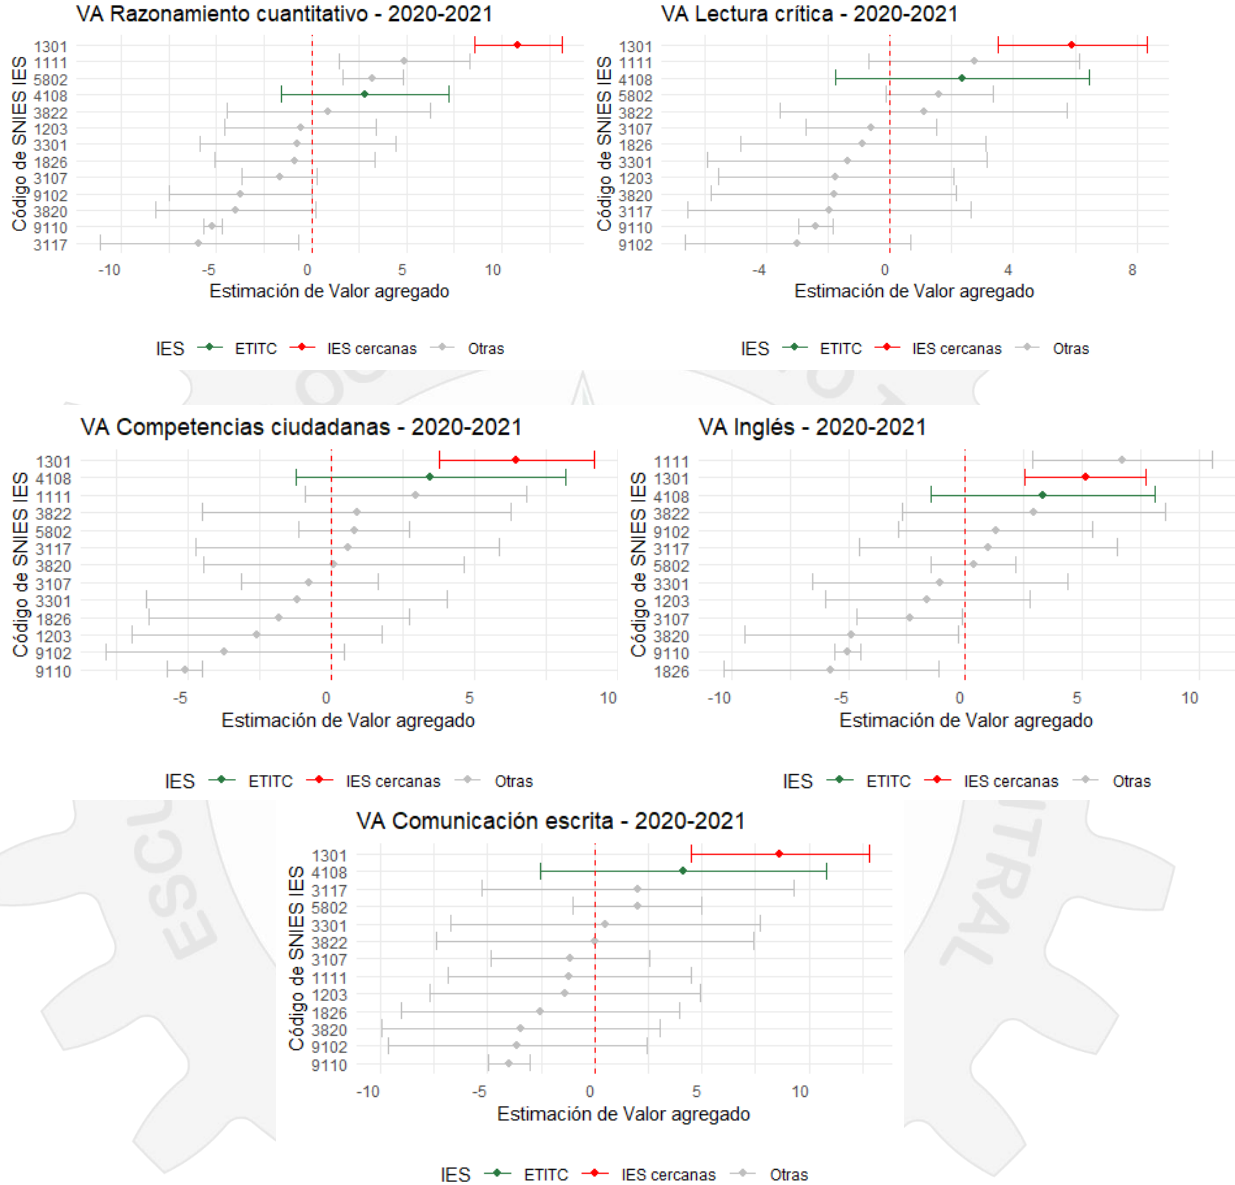 VA Razonamiento cuantitativo - 2020-2021
Código de SNIES IES
1301
1111
5802
4108
3822
1203
3301
1826
3107
9102
3820
9110
3117
-10 -5 0 5 10
Estimación de Valor agregado
IES ETITC IES cercanas Otras
VA Lectura crítica - 2020-2021
Código de SNIES IES
1301
1111
4108
5802
3822
3107
1826
3301
1203
3820
3117
9110
9102
-4 0 4 8
Estimación de Valor agregado
IES ETITC IES cercanas Otras
VA Competencias ciudadanas - 2020-2021
Código de SNIES IES
1301
4108
1111
3822
5802
3117
3820
3107
3301
1826
1203
9102
9110
-5 0 5 10
Estimación de Valor agregado
IES ETITC IES cercanas Otras
VA Inglés - 2020-2021
Código de SNIES IES
1111
1301
4108
3822
9102
3117
5802
3301
1203
3107
3820
9110
1826
-10 -5 0 5 10
Estimación de Valor agregado
IES ETITC IES cercanas Otras
VA Comunicación escrita - 2020-2021
Código de SNIES IES
1301
4108
3117
5802
3301
3822
3107
1111
1203
1826
3820
9102
9110
-10 -5 0 5 10
Estimación de Valor agregado
IES ETITC IES cercanas Otras
ESCU
NTRAL